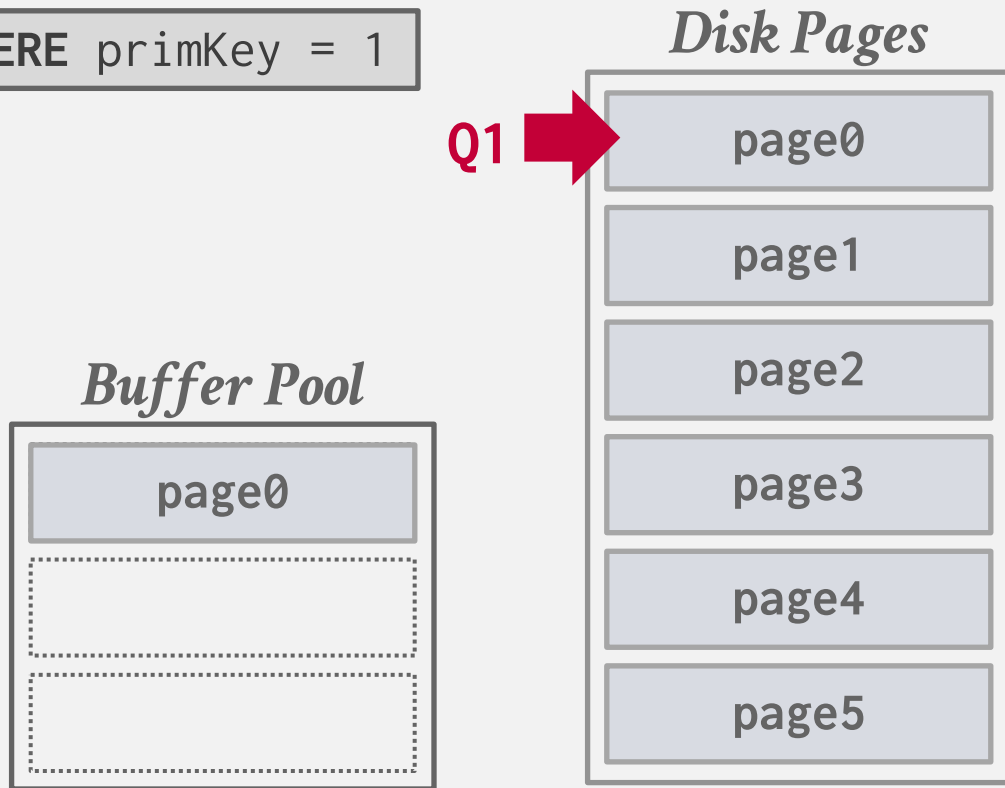 ERE primKey = 1
Disk Pages
Q1
page0
page1
page2
page3
page4
page5
Buffer Pool
page0